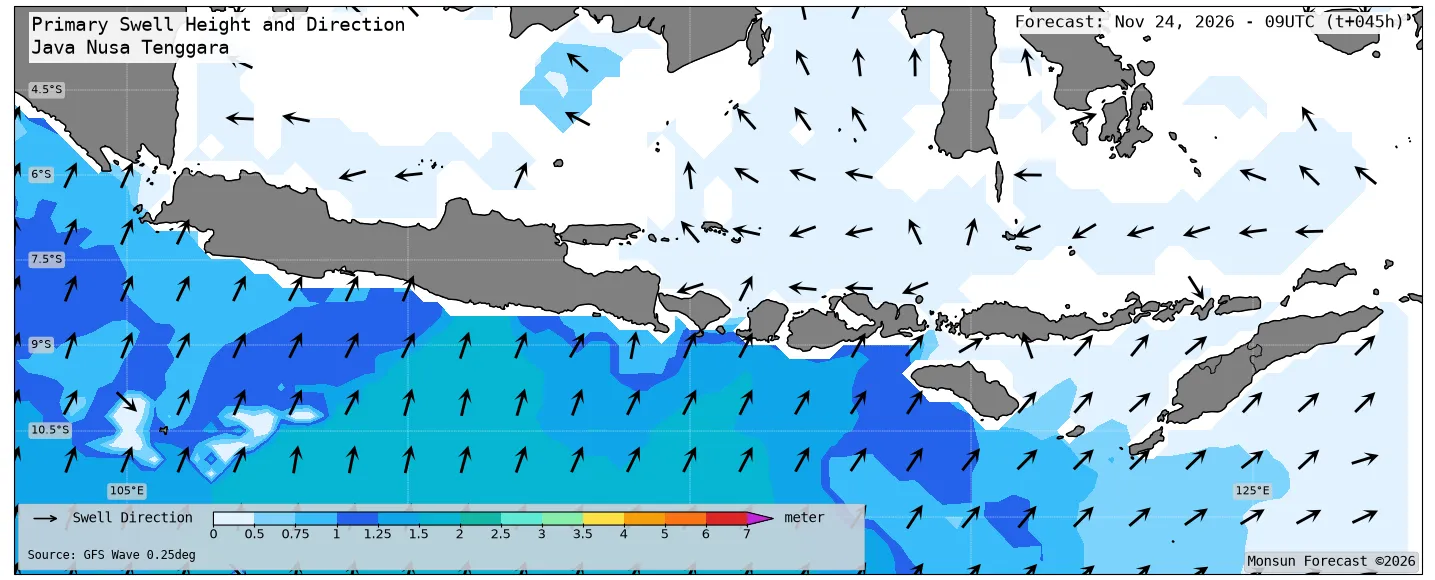 Primary Swell Height and Direction
Java Nusa Tenggara
Forecast: Nov 24, 2026 - 09UTC (t+045h)
4.5°S
6°S
7.5°S
9°S
10.5°S
105°E
125°E
Swell Direction
0 0.5 0.75 1 1.25 1.5 2 2.5 3 3.5 4 5 6 7
meter
Source: GFS Wave 0.25deg
Monsun Forecast ©2026